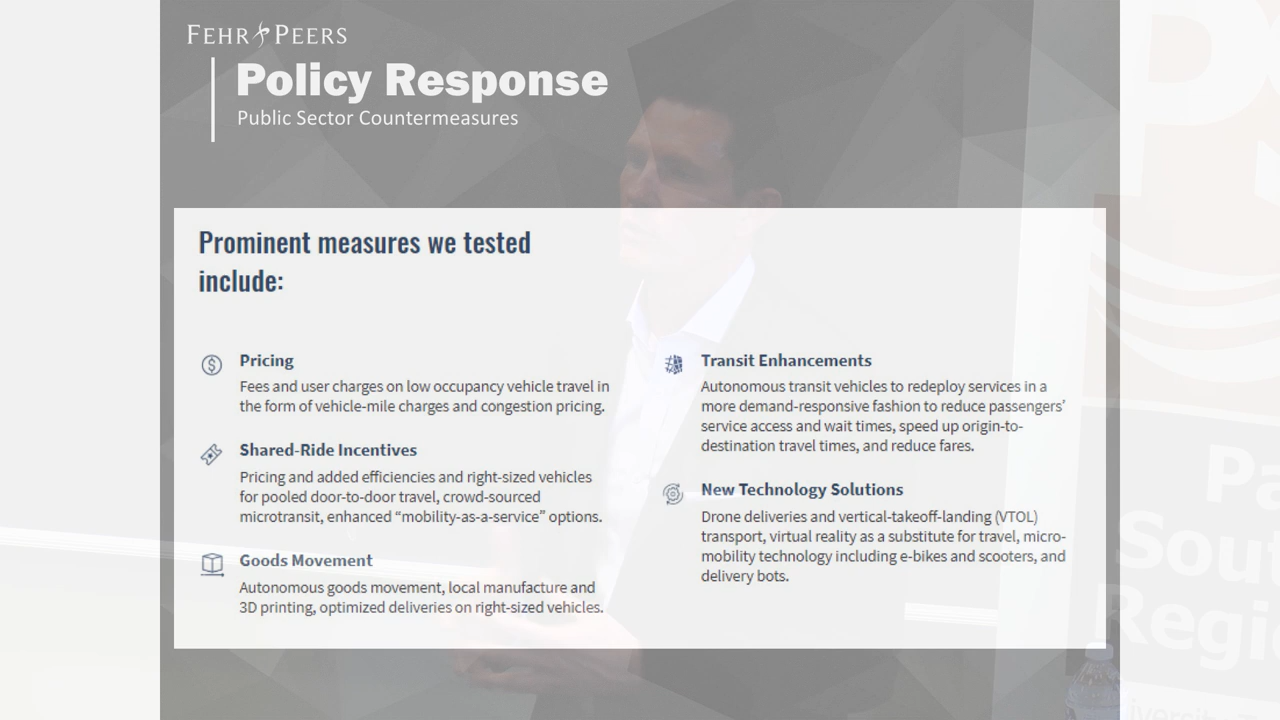 FEHR PEERS
Policy Response
Public Sector Countermeasures
Prominent measures we tested
include:
Pricing
Fees and user charges on low occupancy vehicle travel in
the form of vehicle-mile charges and congestion pricing.
Shared-Ride Incentives
Pricing and added efficiencies and right-sized vehicles
for pooled door-to-door travel, crowd-sourced
microtransit, enhanced “mobility-as-a-service” options.
Goods Movement
Autonomous goods movement, local manufacture and
3D printing, optimized deliveries on right-sized vehicles.
Transit Enhancements
Autonomous transit vehicles to redeploy services in a
more demand-responsive fashion to reduce passengers’
service access and wait times, speed up origin-to-
destination travel times, and reduce fares.
New Technology Solutions
Drone deliveries and vertical-takeoff-landing (VTOL)
transport, virtual reality as a substitute for travel, micro-
mobility technology including e-bikes and scooters, and
delivery bots.
Pa
Sout
Regi